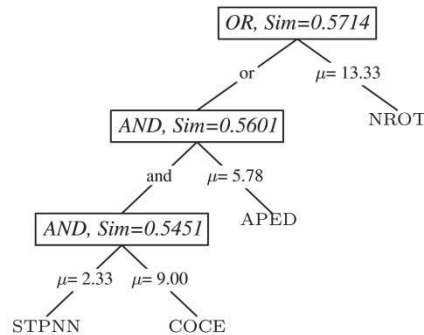 OR, Sim=0.5714
or
μ= 13.33
NROT
AND, Sim=0.5601
and
μ= 5.78
APED
AND, Sim=0.5451
μ= 2.33
μ= 9.00
STPNN
COCE